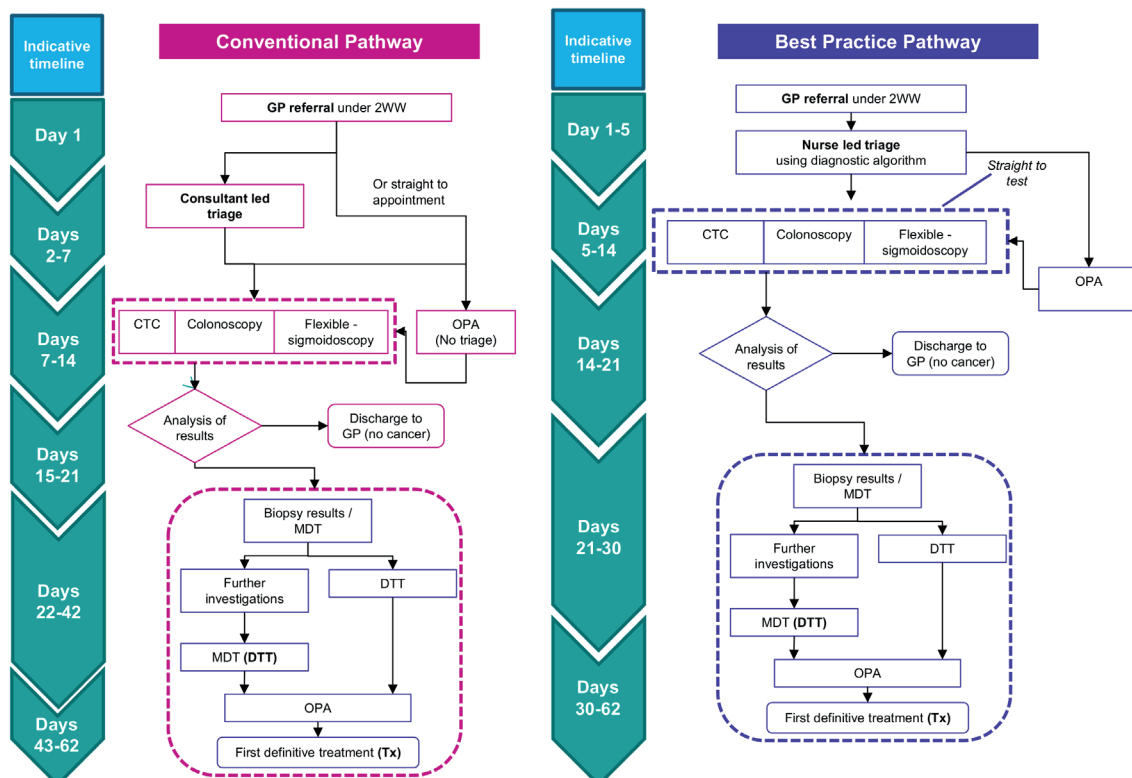 Indicative
timeline
Conventional Pathway
Day 1
Days
2-7
Days
7-14
Days
15-21
Days
22-42
Days
43-62
GP referral under 2WW
Or straight to
appointment
Consultant led
triage
CTC
Colonoscopy
Flexible -
sigmoidoscopy
OPA
(No triage)
Analysis of
results
Discharge to
GP (no cancer)
Biopsy results /
MDT
Further
investigations
DTT
MDT (DTT)
OPA
First definitive treatment (Tx)
Indicative
timeline
Best Practice Pathway
Day 1-5
Days
5-14
Days
14-21
Days
21-30
Days
30-62
GP referral under 2WW
Nurse led triage
using diagnostic algorithm
Straight to
test
CTC
Colonoscopy
Flexible -
sigmoidoscopy
OPA
Analysis of
results
Discharge to
GP (no cancer)
Biopsy results /
MDT
Further
investigations
DTT
MDT (DTT)
OPA
First definitive treatment (Tx)